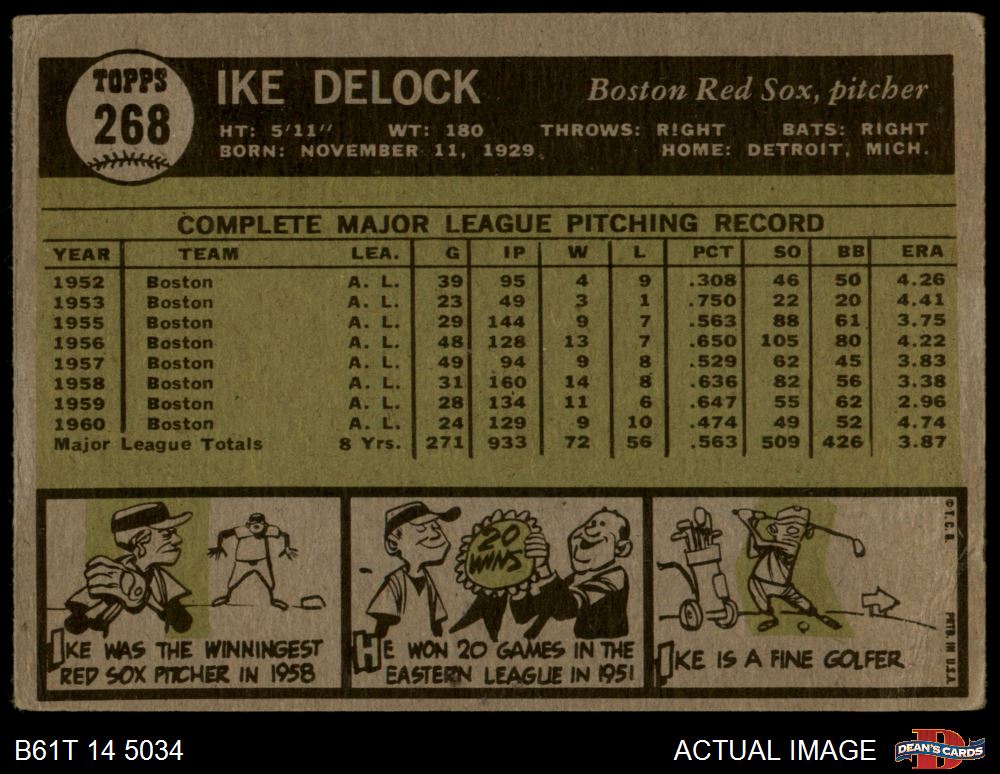 TOPPS
268
IKE DELOCK
Boston Red Sox, pitcher
HT: 5'11" WT: 180 THROWS: RIGHT BATS: RIGHT
BORN: NOVEMBER 11, 1929 HOME: DETROIT, MICH.
COMPLETE MAJOR LEAGUE PITCHING RECORD
YEAR TEAM LEA. G IP W L PCT SO BB ERA
1952 Boston A. L. 39 95 4 9 .308 46 50 4.26
1953 Boston A. L. 23 49 3 1 .750 22 20 4.41
1955 Boston A. L. 29 144 9 7 .563 88 61 3.75
1956 Boston A. L. 48 128 13 7 .650 105 80 4.22
1957 Boston A. L. 49 94 9 8 .529 62 45 3.83
1958 Boston A. L. 31 160 14 8 .636 82 56 3.38
1959 Boston A. L. 28 134 11 6 .647 55 62 2.96
1960 Boston A. L. 24 129 9 10 .474 49 52 4.74
Major League Totals 8 Yrs. 271 933 72 56 .563 509 426 3.87
IKE WAS THE WINNINGEST
RED SOX PITCHER IN 1958
20
WINS
HE WON 20 GAMES IN THE
EASTERN LEAGUE IN 1951
IKE IS A FINE GOLFER
© T.C.G.
PRTD. IN U.S.A.
B61T 14 5034
ACTUAL IMAGE
D
DEAN'S CARDS